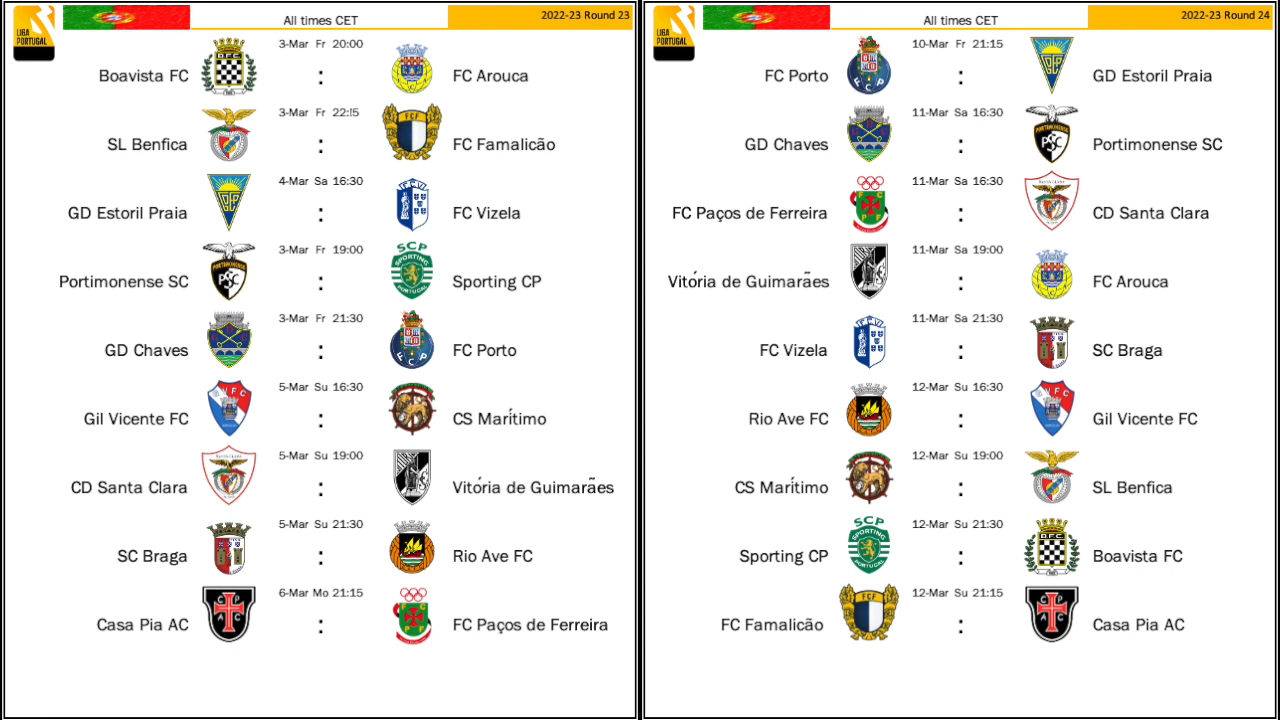 LIGA
PORTUGAL
All times CET
2022-23 Round 23
3-Mar Fr 20:00
Boavista FC : FC Arouca
3-Mar Fr 22:15
SL Benfica : FC Famalicão
4-Mar Sa 16:30
GD Estoril Praia : FC Vizela
3-Mar Fr 19:00
Portimonense SC : Sporting CP
3-Mar Fr 21:30
GD Chaves : FC Porto
5-Mar Su 16:30
Gil Vicente FC : CS Marítimo
5-Mar Su 19:00
CD Santa Clara : Vitória de Guimarães
5-Mar Su 21:30
SC Braga : Rio Ave FC
6-Mar Mo 21:15
Casa Pia AC : FC Paços de Ferreira
LIGA
PORTUGAL
All times CET
2022-23 Round 24
10-Mar Fr 21:15
FC Porto : GD Estoril Praia
11-Mar Sa 16:30
GD Chaves : Portimonense SC
11-Mar Sa 16:30
FC Paços de Ferreira : CD Santa Clara
11-Mar Sa 19:00
Vitória de Guimarães : FC Arouca
11-Mar Sa 21:30
FC Vizela : SC Braga
12-Mar Su 16:30
Rio Ave FC : Gil Vicente FC
12-Mar Su 19:00
CS Marítimo : SL Benfica
12-Mar Su 21:30
Sporting CP : Boavista FC
12-Mar Su 21:15
FC Famalicão : Casa Pia AC